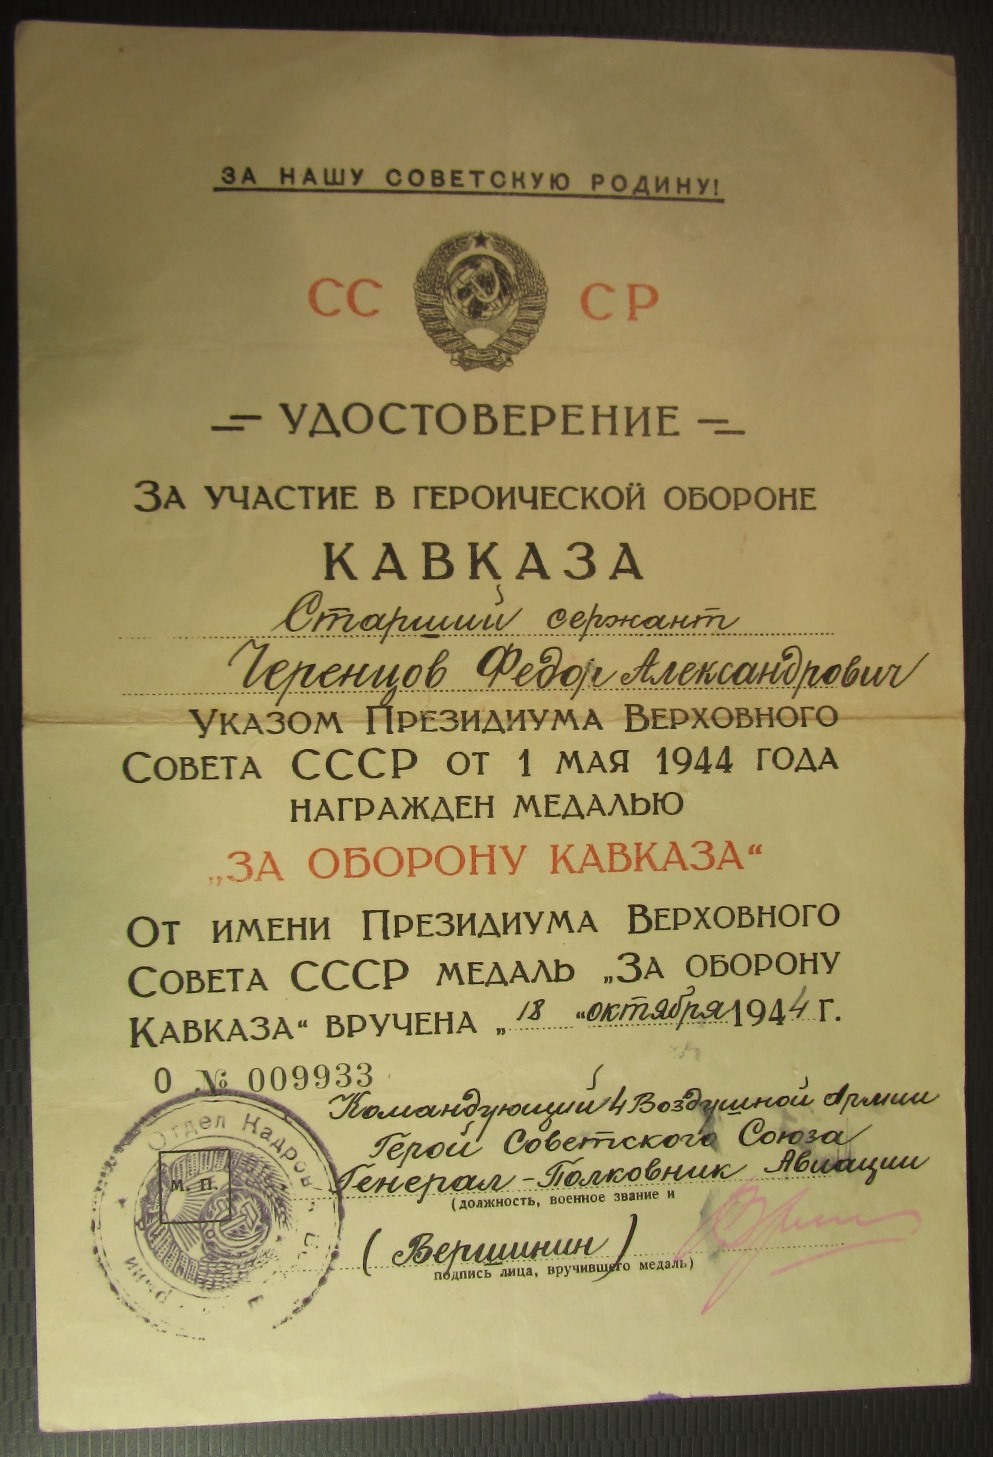 ЗА НАШУ СОВЕТСКУЮ РОДИНУ!
СС СР
УДОСТОВЕРЕНИЕ
ЗА УЧАСТИЕ В ГЕРОИЧЕСКОЙ ОБОРОНЕ
КАВКАЗА
Старший сержант
Черенцов Федор Александрович
УКАЗОМ ПРЕЗИДИУМА ВЕРХОВНОГО
СОВЕТА СССР ОТ 1 МАЯ 1944 ГОДА
НАГРАЖДЕН МЕДАЛЬЮ
„ЗА ОБОРОНУ КАВКАЗА“
ОТ ИМЕНИ ПРЕЗИДИУМА ВЕРХОВНОГО
СОВЕТА СССР МЕДАЛЬ „ЗА ОБОРОНУ
КАВКАЗА“ ВРУЧЕНА „18 “ октября 1944 Г.
О № 009933
Командующий 4 Воздушной Армии
Герой Советского Союза
Генерал-Полковник Авиации
(должность, военное звание и
(Вершинин)
подпись лица, вручившего медаль)
Отдел Кадров
М. П.